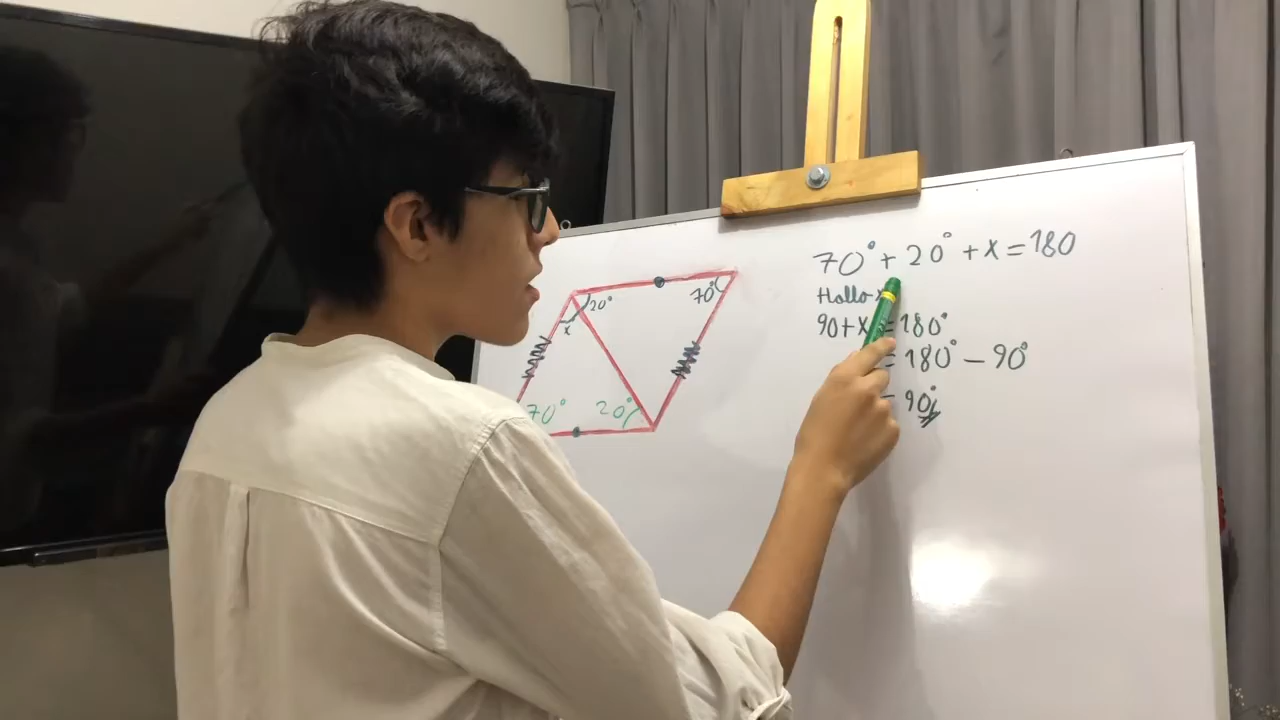 70° + 20° + x = 180
Hallo
90+x = 180°
= 180° - 90°
= 90°
20°
70°
x
70°
20°